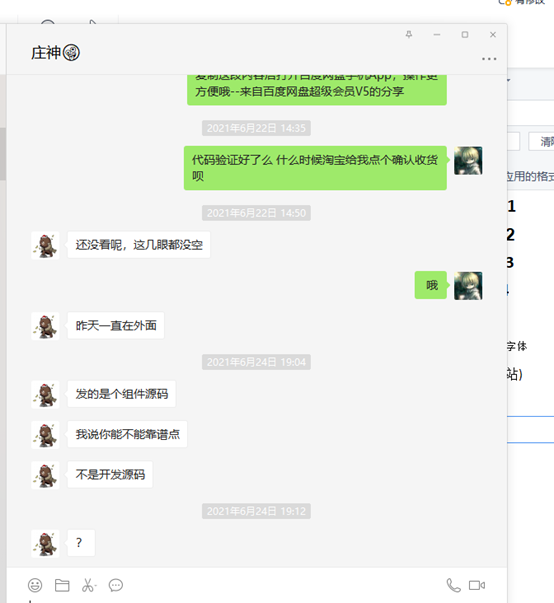 有修改
庄神
复制这段内容后打开百度网盘手机App，操作更
方便哦--来自百度网盘超级会员V5的分享
2021年6月22日 14:35
代码验证好了么 什么时候淘宝给我点个确认收货
呗
2021年6月22日 14:50
还没看呢，这几眼都没空
哦
昨天一直在外面
2021年6月24日 19:04
发的是个组件源码
我说你能不能靠谱点
不是开发源码
2021年6月24日 19:12
？
清除
应用的格式
1
2
3
4
字体
站)